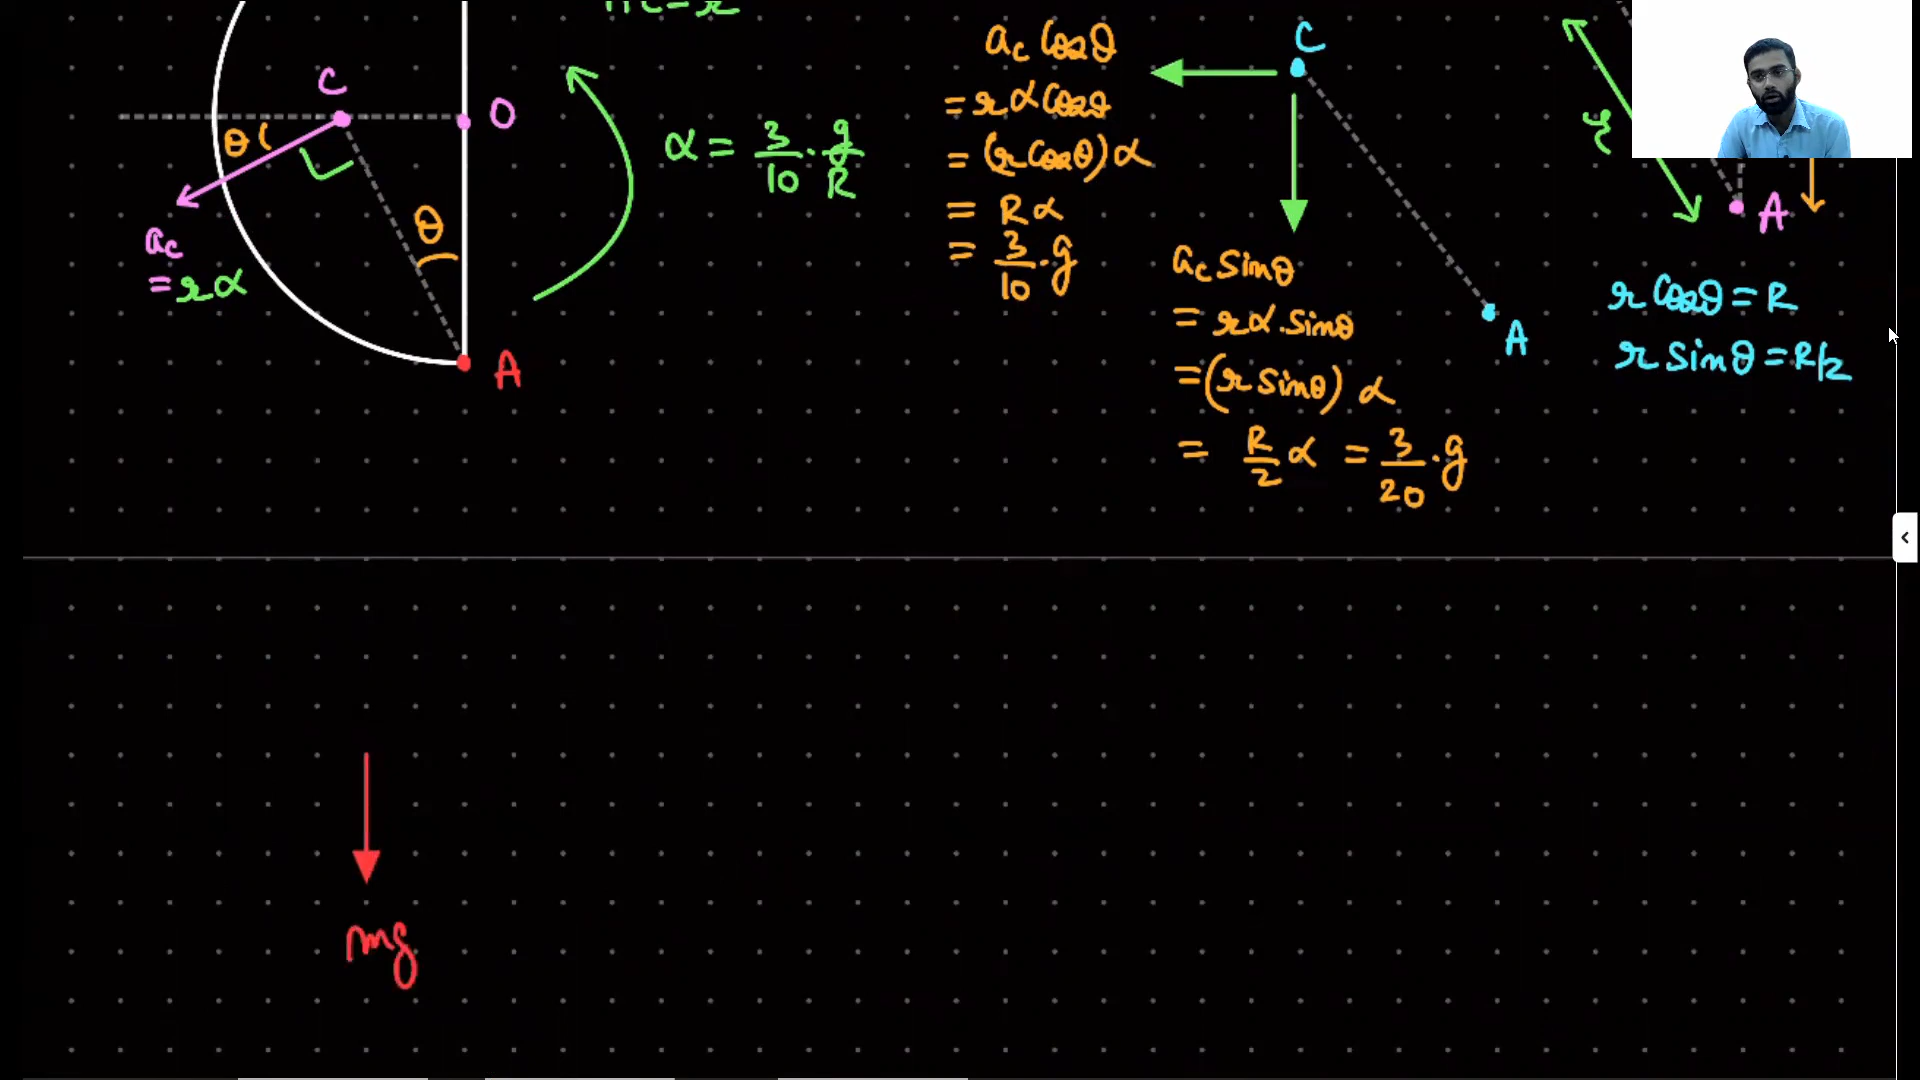 AC = r
C
O
θ
θ
a_c
= rα
A
α = 3/10 · g/R
a_c Cosθ
= rα Cosθ
= (r Cosθ) α
= Rα
= 3/10 · g
C
a_c Sinθ
= rα · Sinθ
= (r Sinθ) α
= R/2 α = 3/20 · g
A
r
A
r Cosθ = R
r Sinθ = R/2
mg